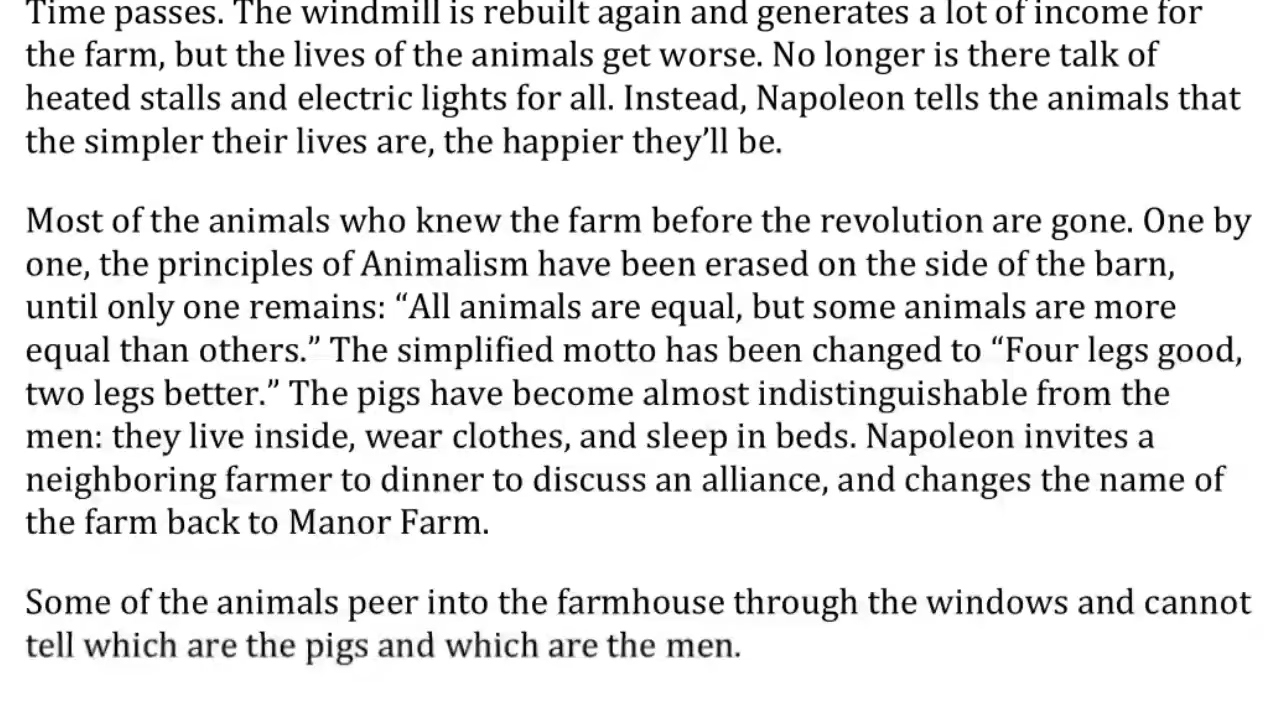 Time passes. The windmill is rebuilt again and generates a lot of income for
the farm, but the lives of the animals get worse. No longer is there talk of
heated stalls and electric lights for all. Instead, Napoleon tells the animals that
the simpler their lives are, the happier they’ll be.
Most of the animals who knew the farm before the revolution are gone. One by
one, the principles of Animalism have been erased on the side of the barn,
until only one remains: “All animals are equal, but some animals are more
equal than others.” The simplified motto has been changed to “Four legs good,
two legs better.” The pigs have become almost indistinguishable from the
men: they live inside, wear clothes, and sleep in beds. Napoleon invites a
neighboring farmer to dinner to discuss an alliance, and changes the name of
the farm back to Manor Farm.
Some of the animals peer into the farmhouse through the windows and cannot
tell which are the pigs and which are the men.